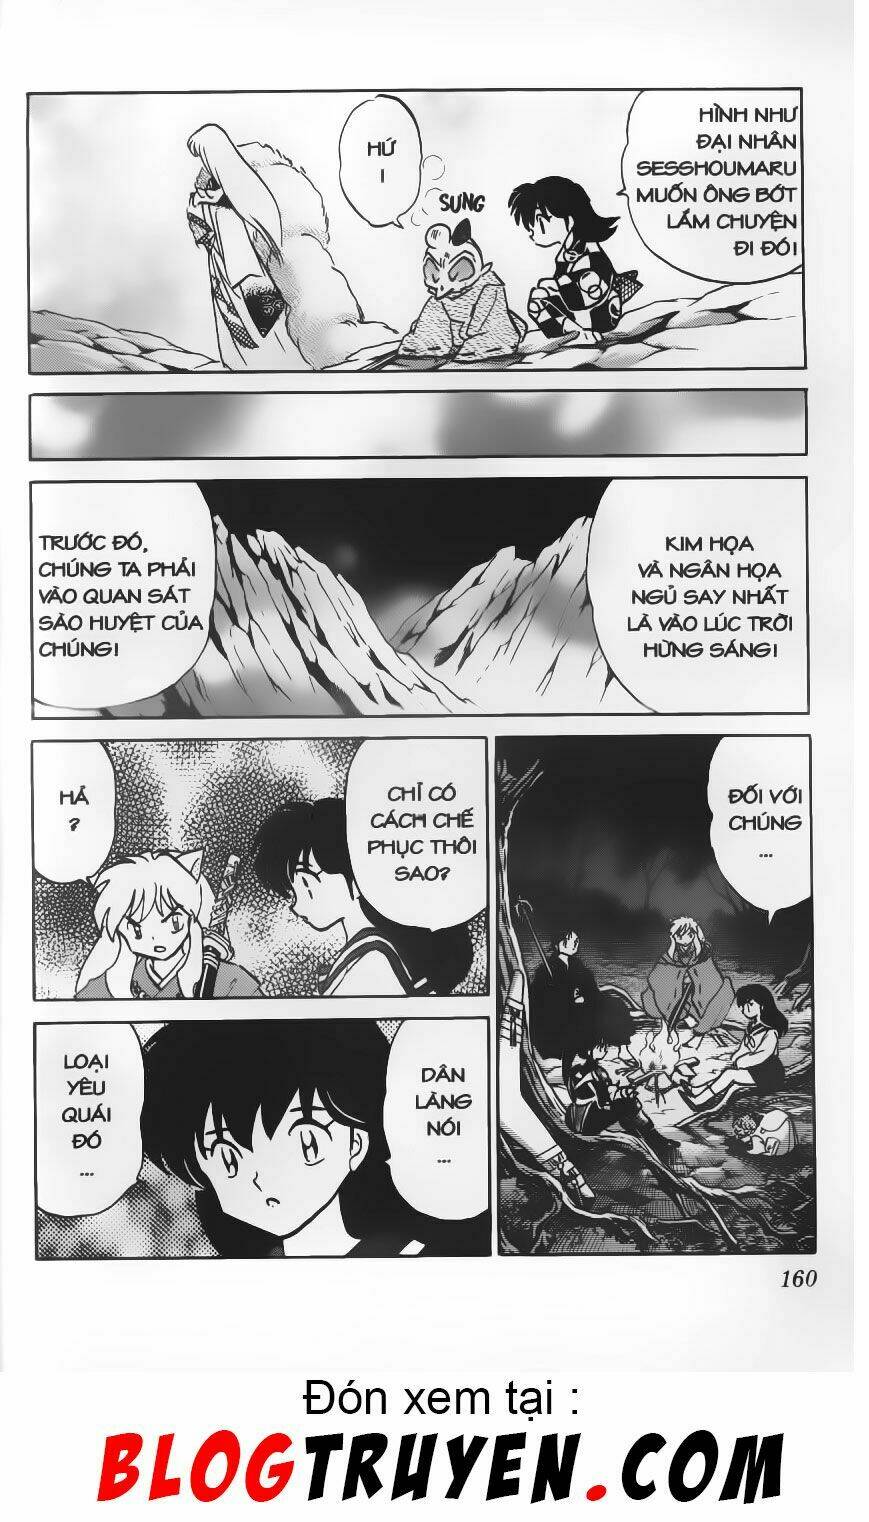 HÌNH NHƯ
ĐẠI NHÂN
SESSHOUMARU
MUỐN ÔNG BỚT
LẮM CHUYỆN
ĐI ĐÓ!
HỨ
!
SƯNG
KIM HỌA
VÀ NGÂN HỌA
NGỦ SAY NHẤT
LÀ VÀO LÚC TRỜI
HỪNG SÁNG!
TRƯỚC ĐÓ,
CHÚNG TA PHẢI
VÀO QUAN SÁT
SÀO HUYỆT CỦA
CHÚNG!
ĐỐI VỚI
CHÚNG
...
CHỈ CÓ
CÁCH CHẾ
PHỤC THÔI
SAO?
HẢ
?
DÂN
LÀNG
NÓI
...
LOẠI
YÊU
QUÁI
ĐÓ
...
160
Đón xem tại :
BLOGTRUYEN.COM